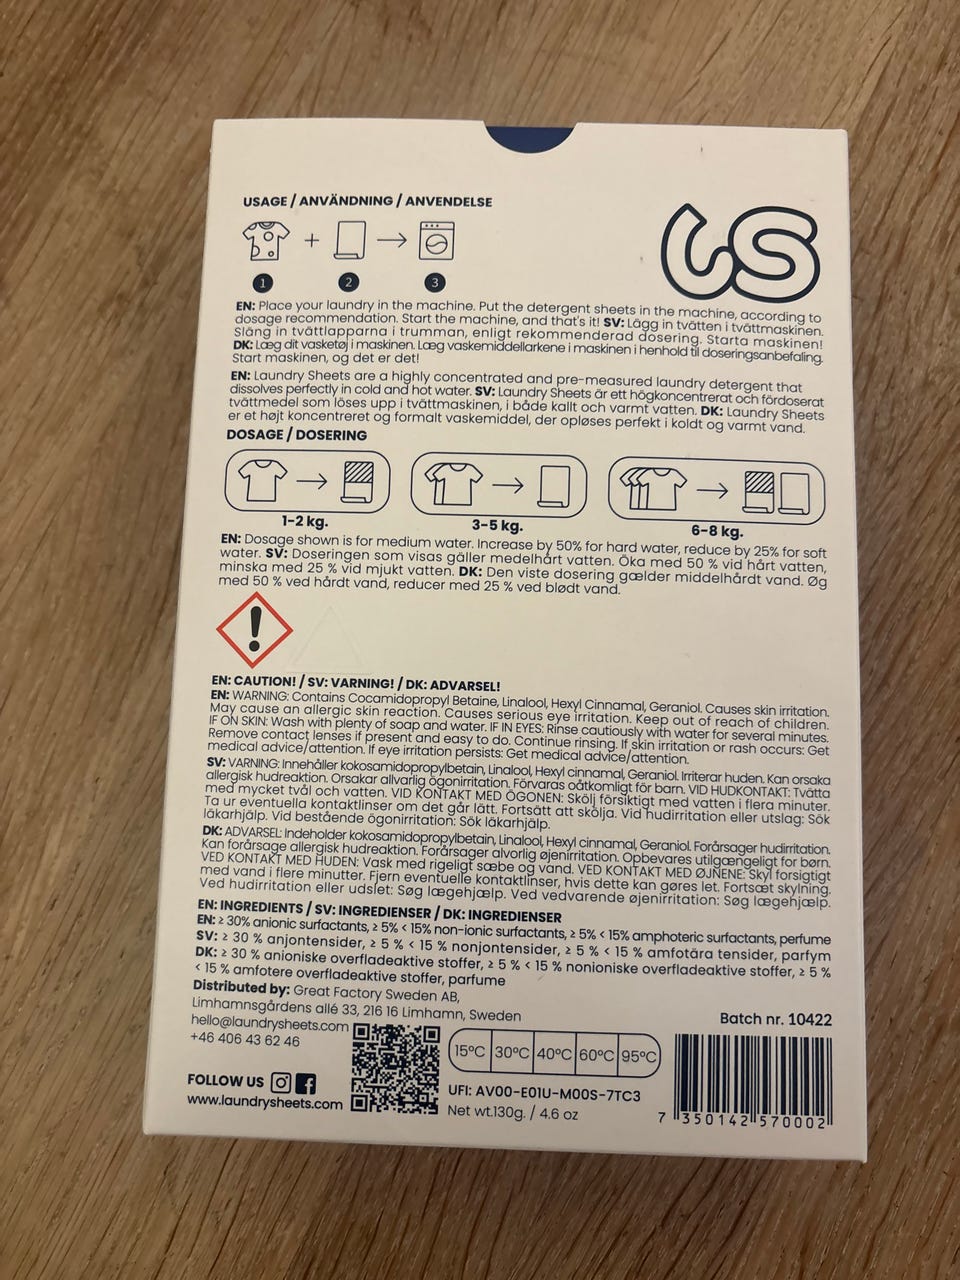 USAGE / ANVÄNDNING / ANVENDELSE
LS
1 2 3
EN: Place your laundry in the machine. Put the detergent sheets in the machine, according to
dosage recommendation. Start the machine, and that's it! SV: Lägg in tvätten i tvättmaskinen.
Släng in tvättlapparna i trumman, enligt rekommenderad dosering. Starta maskinen!
DK: Læg dit vasketøj i maskinen. Læg vaskemiddellarkene i maskinen i henhold til doseringsanbefaling.
Start maskinen, og det er det!
EN: Laundry Sheets are a highly concentrated and pre-measured laundry detergent that
dissolves perfectly in cold and hot water. SV: Laundry Sheets är ett högkoncentrerat och fördoserat
tvättmedel som löses upp i tvättmaskinen, i både kallt och varmt vatten. DK: Laundry Sheets
er et højt koncentreret og formalt vaskemiddel, der opløses perfekt i koldt og varmt vand.
DOSAGE / DOSERING
1-2 kg. 3-5 kg. 6-8 kg.
EN: Dosage shown is for medium water. Increase by 50% for hard water, reduce by 25% for soft
water. SV: Doseringen som visas gäller medelhårt vatten. Öka med 50 % vid hårt vatten,
minska med 25 % vid mjukt vatten. DK: Den viste dosering gælder middelhårdt vand. Øg
med 50 % ved hårdt vand, reducer med 25 % ved blødt vand.
EN: CAUTION! / SV: VARNING! / DK: ADVARSEL!
EN: WARNING: Contains Cocamidopropyl Betaine, Linalool, Hexyl Cinnamal, Geraniol. Causes skin irritation.
May cause an allergic skin reaction. Causes serious eye irritation. Keep out of reach of children.
IF ON SKIN: Wash with plenty of soap and water. IF IN EYES: Rinse cautiously with water for several minutes.
Remove contact lenses if present and easy to do. Continue rinsing. If skin irritation or rash occurs: Get
medical advice/attention. If eye irritation persists: Get medical advice/attention.
SV: VARNING: Innehåller kokosamidopropylbetain, Linalool, Hexyl cinnamal, Geraniol. Irriterar huden. Kan orsaka
allergisk hudreaktion. Orsakar allvarlig ögonirritation. Förvaras oåtkomligt för barn. VID HUDKONTAKT: Tvätta
med mycket tvål och vatten. VID KONTAKT MED ÖGONEN: Skölj försiktigt med vatten i flera minuter.
Ta ur eventuella kontaktlinser om det går lätt. Fortsätt att skölja. Vid hudirritation eller utslag: Sök
läkarhjälp. Vid bestående ögonirritation: Sök läkarhjälp.
DK: ADVARSEL: Indeholder kokosamidopropylbetain, Linalool, Hexyl cinnamal, Geraniol. Forårsager hudirritation.
Kan forårsage allergisk hudreaktion. Forårsager alvorlig øjenirritation. Opbevares utilgængeligt for børn.
VED KONTAKT MED HUDEN: Vask med rigeligt sæbe og vand. VED KONTAKT MED ØJNENE: Skyl forsigtigt
med vand i flere minutter. Fjern eventuelle kontaktlinser, hvis dette kan gøres let. Fortsæt skylning.
Ved hudirritation eller udslet: Søg lægehjælp. Ved vedvarende øjenirritation: Søg lægehjælp.
EN: INGREDIENTS / SV: INGREDIENSER / DK: INGREDIENSER
EN: ≥ 30% anionic surfactants, ≥ 5% < 15% non-ionic surfactants, ≥ 5% < 15% amphoteric surfactants, perfume
SV: ≥ 30 % anjontensider, ≥ 5 % < 15 % nonjontensider, ≥ 5 % < 15 % amfotära tensider, parfym
DK: ≥ 30 % anioniske overfladeaktive stoffer, ≥ 5 % < 15 % nonioniske overfladeaktive stoffer, ≥ 5 %
< 15 % amfotere overfladeaktive stoffer, parfume
Distributed by: Great Factory Sweden AB,
Limhamnsgårdens allé 33, 216 16 Limhamn, Sweden
hello@laundrysheets.com
+46 406 43 62 46
FOLLOW US
www.laundrysheets.com
15°C 30°C 40°C 60°C 95°C
UFI: AV00-E01U-M00S-7TC3
Net wt.130g. / 4.6 oz
Batch nr. 10422
7 350142 570002